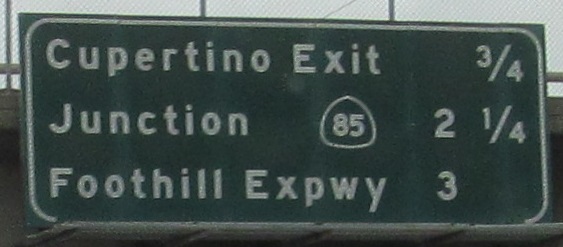 Cupertino Exit 3/4
Junction 85 2 1/4
Foothill Expwy 3